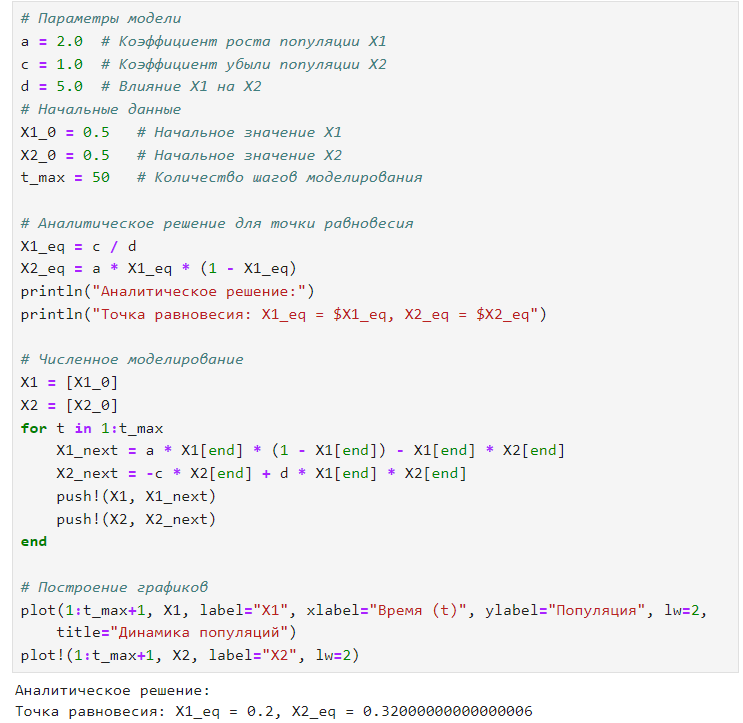 # Параметры модели
a = 2.0  # Коэффициент роста популяции X1
c = 1.0  # Коэффициент убыли популяции X2
d = 5.0  # Влияние X1 на X2
# Начальные данные
X1_0 = 0.5   # Начальное значение X1
X2_0 = 0.5   # Начальное значение X2
t_max = 50   # Количество шагов моделирования

# Аналитическое решение для точки равновесия
X1_eq = c / d
X2_eq = a * X1_eq * (1 - X1_eq)
println("Аналитическое решение:")
println("Точка равновесия: X1_eq = $X1_eq, X2_eq = $X2_eq")

# Численное моделирование
X1 = [X1_0]
X2 = [X2_0]
for t in 1:t_max
    X1_next = a * X1[end] * (1 - X1[end]) - X1[end] * X2[end]
    X2_next = -c * X2[end] + d * X1[end] * X2[end]
    push!(X1, X1_next)
    push!(X2, X2_next)
end

# Построение графиков
plot(1:t_max+1, X1, label="X1", xlabel="Время (t)", ylabel="Популяция", lw=2,
    title="Динамика популяций")
plot!(1:t_max+1, X2, label="X2", lw=2)
Аналитическое решение:
Точка равновесия: X1_eq = 0.2, X2_eq = 0.32000000000000006